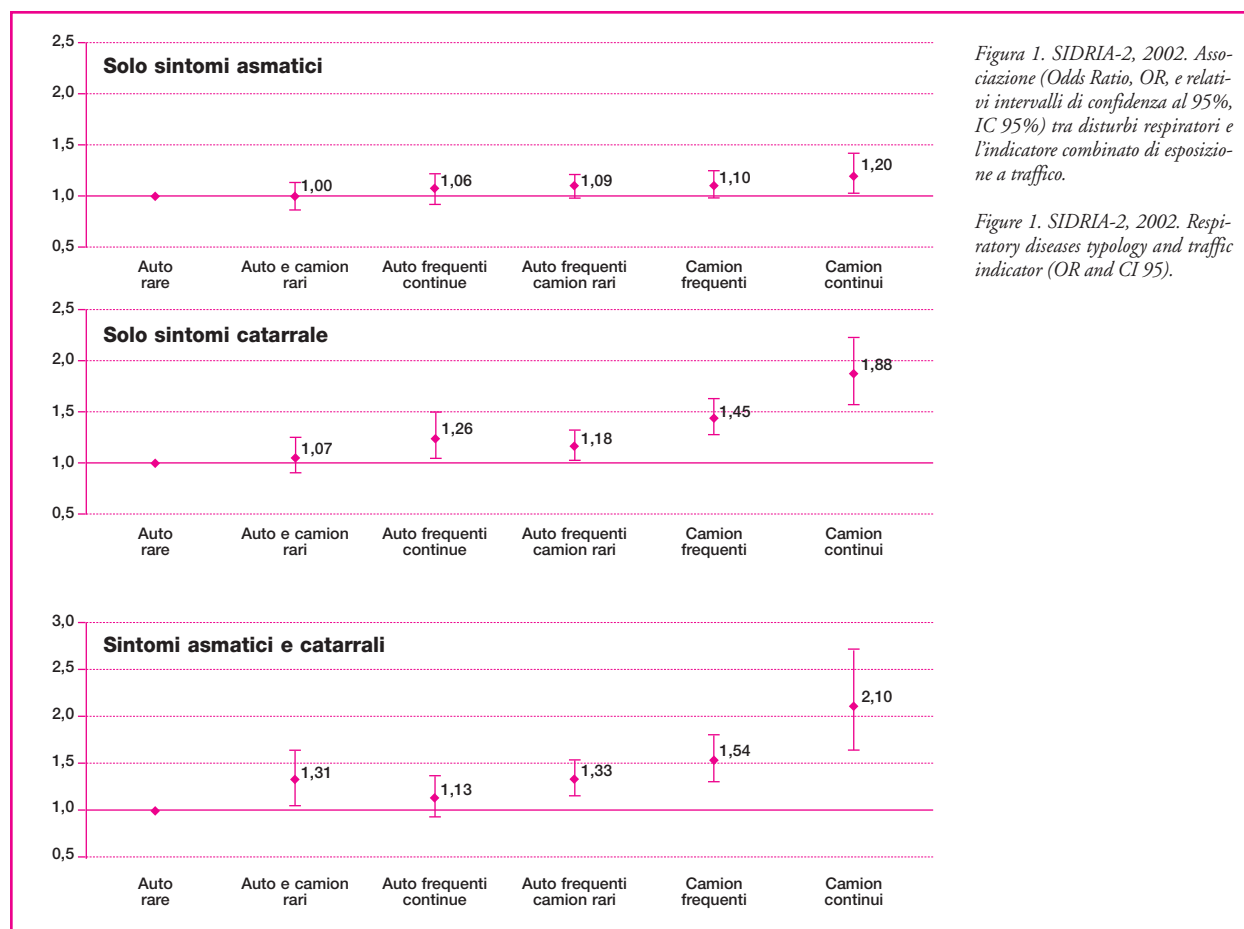 2,5
Solo sintomi asmatici
2,0
1,5
1,00
1,06
1,09
1,10
1,20
1,0
0,5
Auto rare
Auto e camion rari
Auto frequenti continue
Auto frequenti camion rari
Camion frequenti
Camion continui
2,5
Solo sintomi catarrale
2,0
1,88
1,5
1,45
1,26
1,18
1,07
1,0
0,5
Auto rare
Auto e camion rari
Auto frequenti continue
Auto frequenti camion rari
Camion frequenti
Camion continui
3,0
Sintomi asmatici e catarrali
2,5
2,10
2,0
1,54
1,5
1,31
1,13
1,33
1,0
0,5
Auto rare
Auto e camion rari
Auto frequenti continue
Auto frequenti camion rari
Camion frequenti
Camion continui
Figura 1. SIDRIA-2, 2002. Asso-
ciazione (Odds Ratio, OR, e relati-
vi intervalli di confidenza al 95%,
IC 95%) tra disturbi respiratori e
l'indicatore combinato di esposizio-
ne a traffico.
Figure 1. SIDRIA-2, 2002. Respi-
ratory diseases typology and traffic
indicator (OR and CI 95).